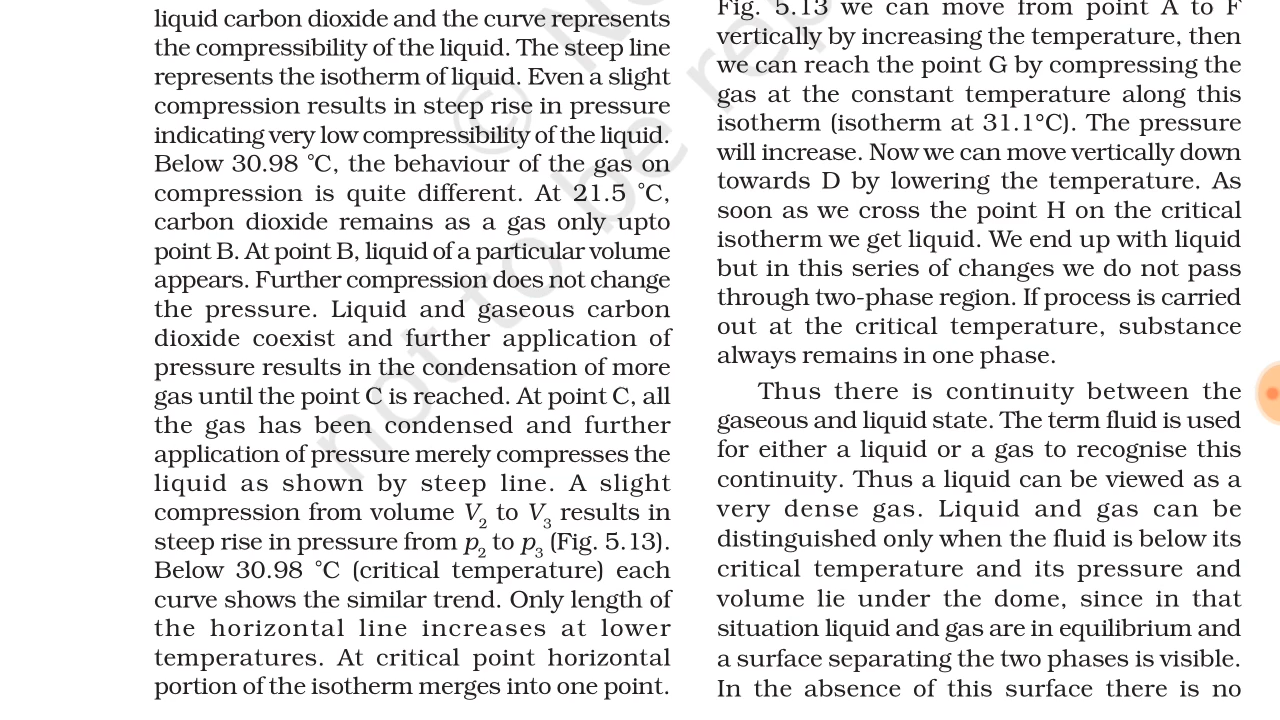 liquid carbon dioxide and the curve represents
the compressibility of the liquid. The steep line
represents the isotherm of liquid. Even a slight
compression results in steep rise in pressure
indicating very low compressibility of the liquid.
Below 30.98 °C, the behaviour of the gas on
compression is quite different. At 21.5 °C,
carbon dioxide remains as a gas only upto
point B. At point B, liquid of a particular volume
appears. Further compression does not change
the pressure. Liquid and gaseous carbon
dioxide coexist and further application of
pressure results in the condensation of more
gas until the point C is reached. At point C, all
the gas has been condensed and further
application of pressure merely compresses the
liquid as shown by steep line. A slight
compression from volume V₂ to V₃ results in
steep rise in pressure from p₂ to p₃ (Fig. 5.13).
Below 30.98 °C (critical temperature) each
curve shows the similar trend. Only length of
the horizontal line increases at lower
temperatures. At critical point horizontal
portion of the isotherm merges into one point.
Fig. 5.13 we can move from point A to F
vertically by increasing the temperature, then
we can reach the point G by compressing the
gas at the constant temperature along this
isotherm (isotherm at 31.1°C). The pressure
will increase. Now we can move vertically down
towards D by lowering the temperature. As
soon as we cross the point H on the critical
isotherm we get liquid. We end up with liquid
but in this series of changes we do not pass
through two-phase region. If process is carried
out at the critical temperature, substance
always remains in one phase.
Thus there is continuity between the
gaseous and liquid state. The term fluid is used
for either a liquid or a gas to recognise this
continuity. Thus a liquid can be viewed as a
very dense gas. Liquid and gas can be
distinguished only when the fluid is below its
critical temperature and its pressure and
volume lie under the dome, since in that
situation liquid and gas are in equilibrium and
a surface separating the two phases is visible.
In the absence of this surface there is no
©
not to be